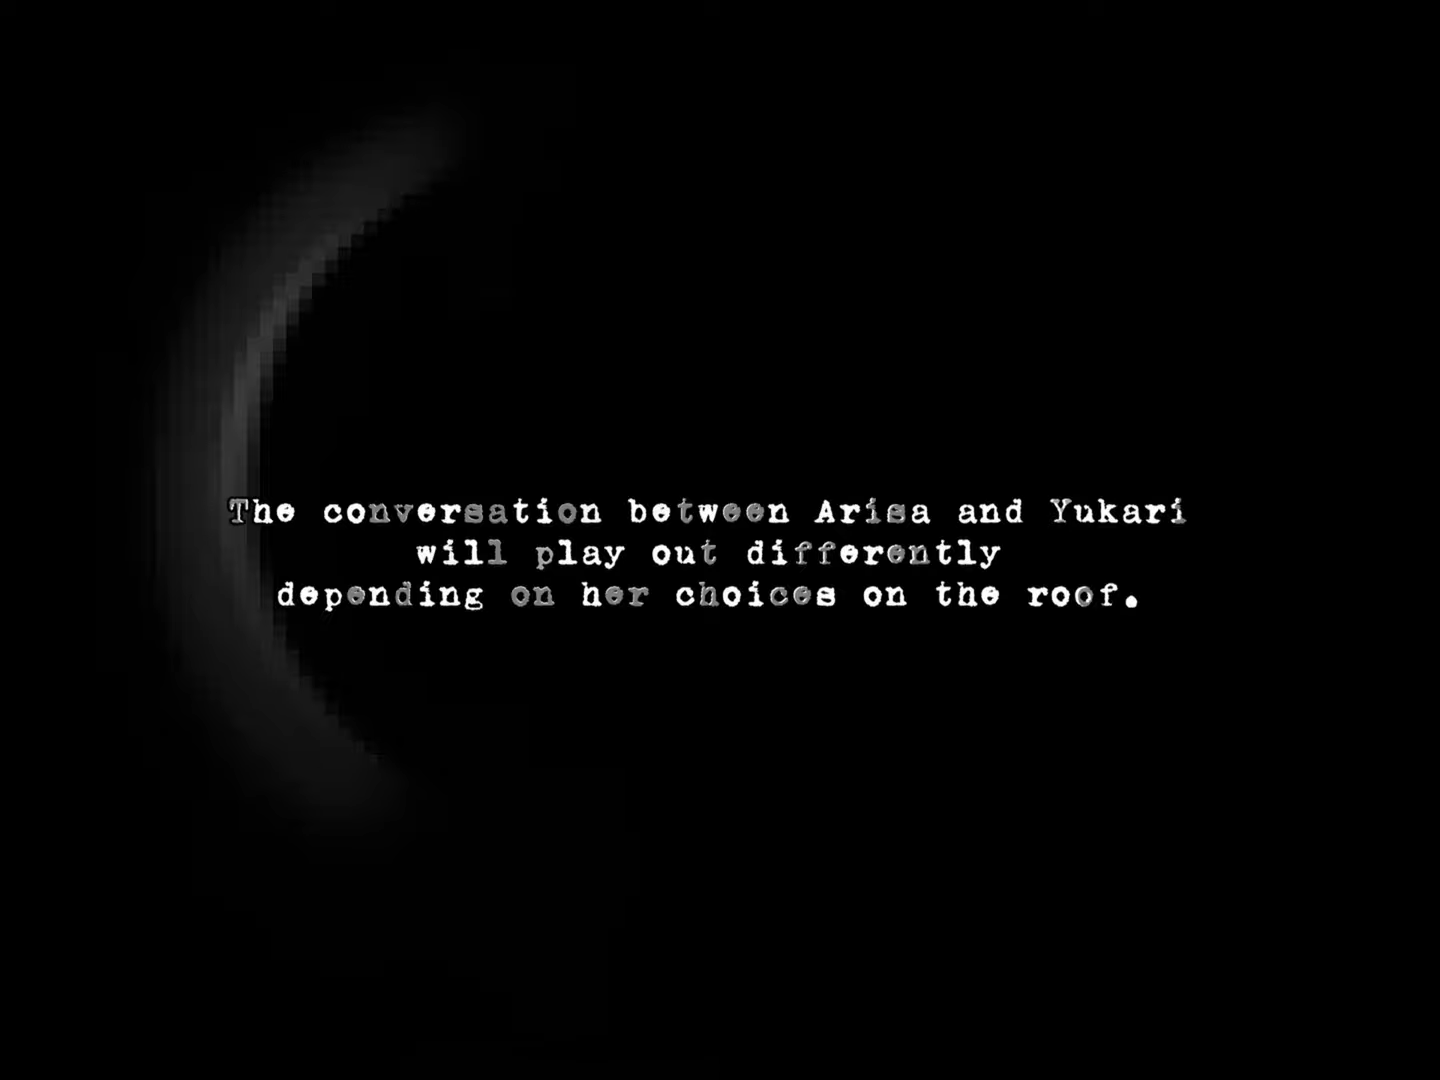 The conversation between Arisa and Yukari
will play out differently
depending on her choices on the roof.